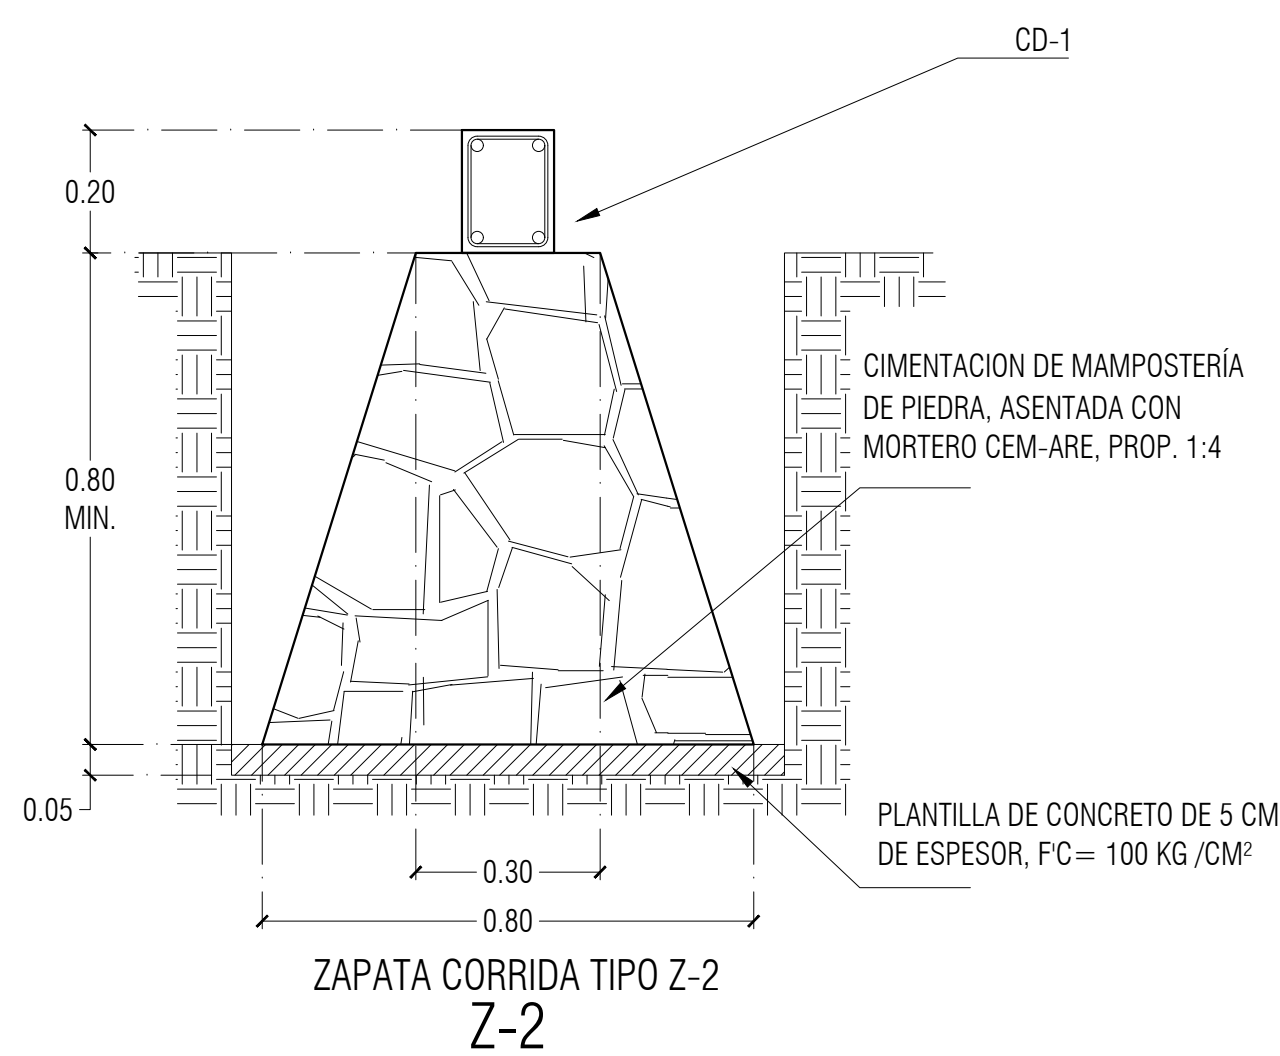 CD-1
0.20
CIMENTACION DE MAMPOSTERÍA
DE PIEDRA, ASENTADA CON
MORTERO CEM-ARE, PROP. 1:4
0.80
MIN.
0.05
PLANTILLA DE CONCRETO DE 5 CM
DE ESPESOR, F'C= 100 KG /CM²
0.30
0.80
ZAPATA CORRIDA TIPO Z-2
Z-2